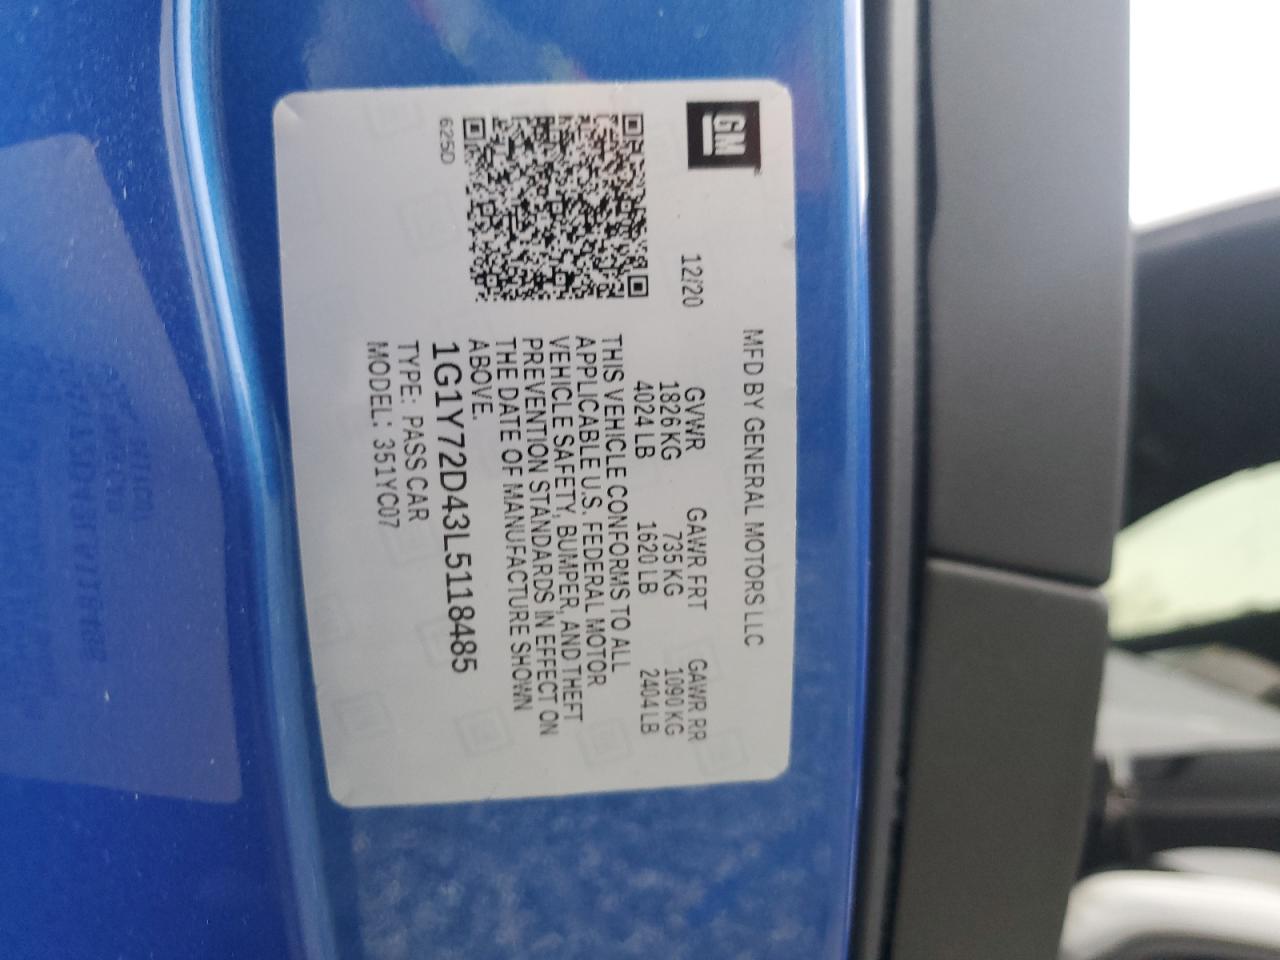 GM
MFD BY GENERAL MOTORS LLC
12/20
GVWR GAWR FRT GAWR RR
1826 KG 735 KG 1090 KG
4024 LB 1620 LB 2404 LB
THIS VEHICLE CONFORMS TO ALL
APPLICABLE U.S. FEDERAL MOTOR
VEHICLE SAFETY, BUMPER, AND THEFT
PREVENTION STANDARDS IN EFFECT ON
THE DATE OF MANUFACTURE SHOWN
ABOVE.
1G1Y72D43L5118485
TYPE: PASS CAR
MODEL: 351YC07
625D